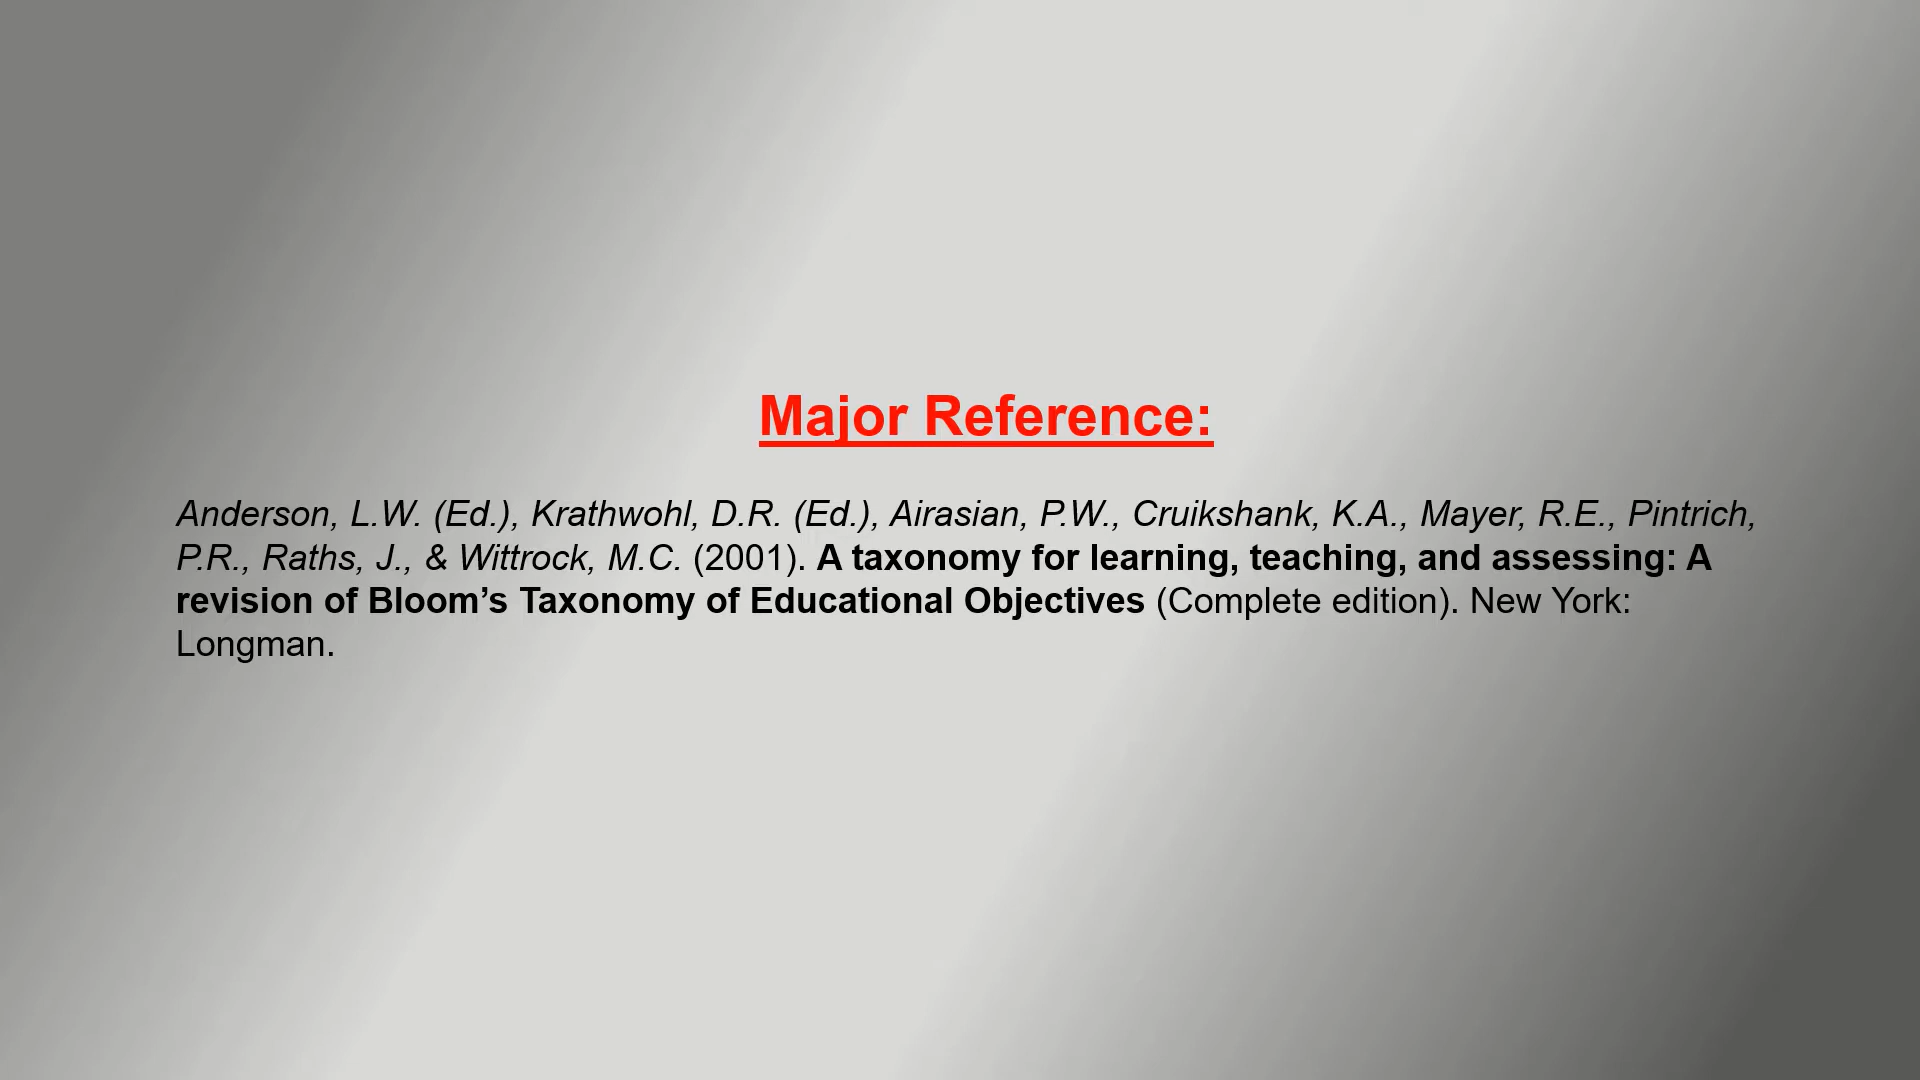 Major Reference:
Anderson, L.W. (Ed.), Krathwohl, D.R. (Ed.), Airasian, P.W., Cruikshank, K.A., Mayer, R.E., Pintrich,
P.R., Raths, J., & Wittrock, M.C. (2001). A taxonomy for learning, teaching, and assessing: A
revision of Bloom’s Taxonomy of Educational Objectives (Complete edition). New York:
Longman.